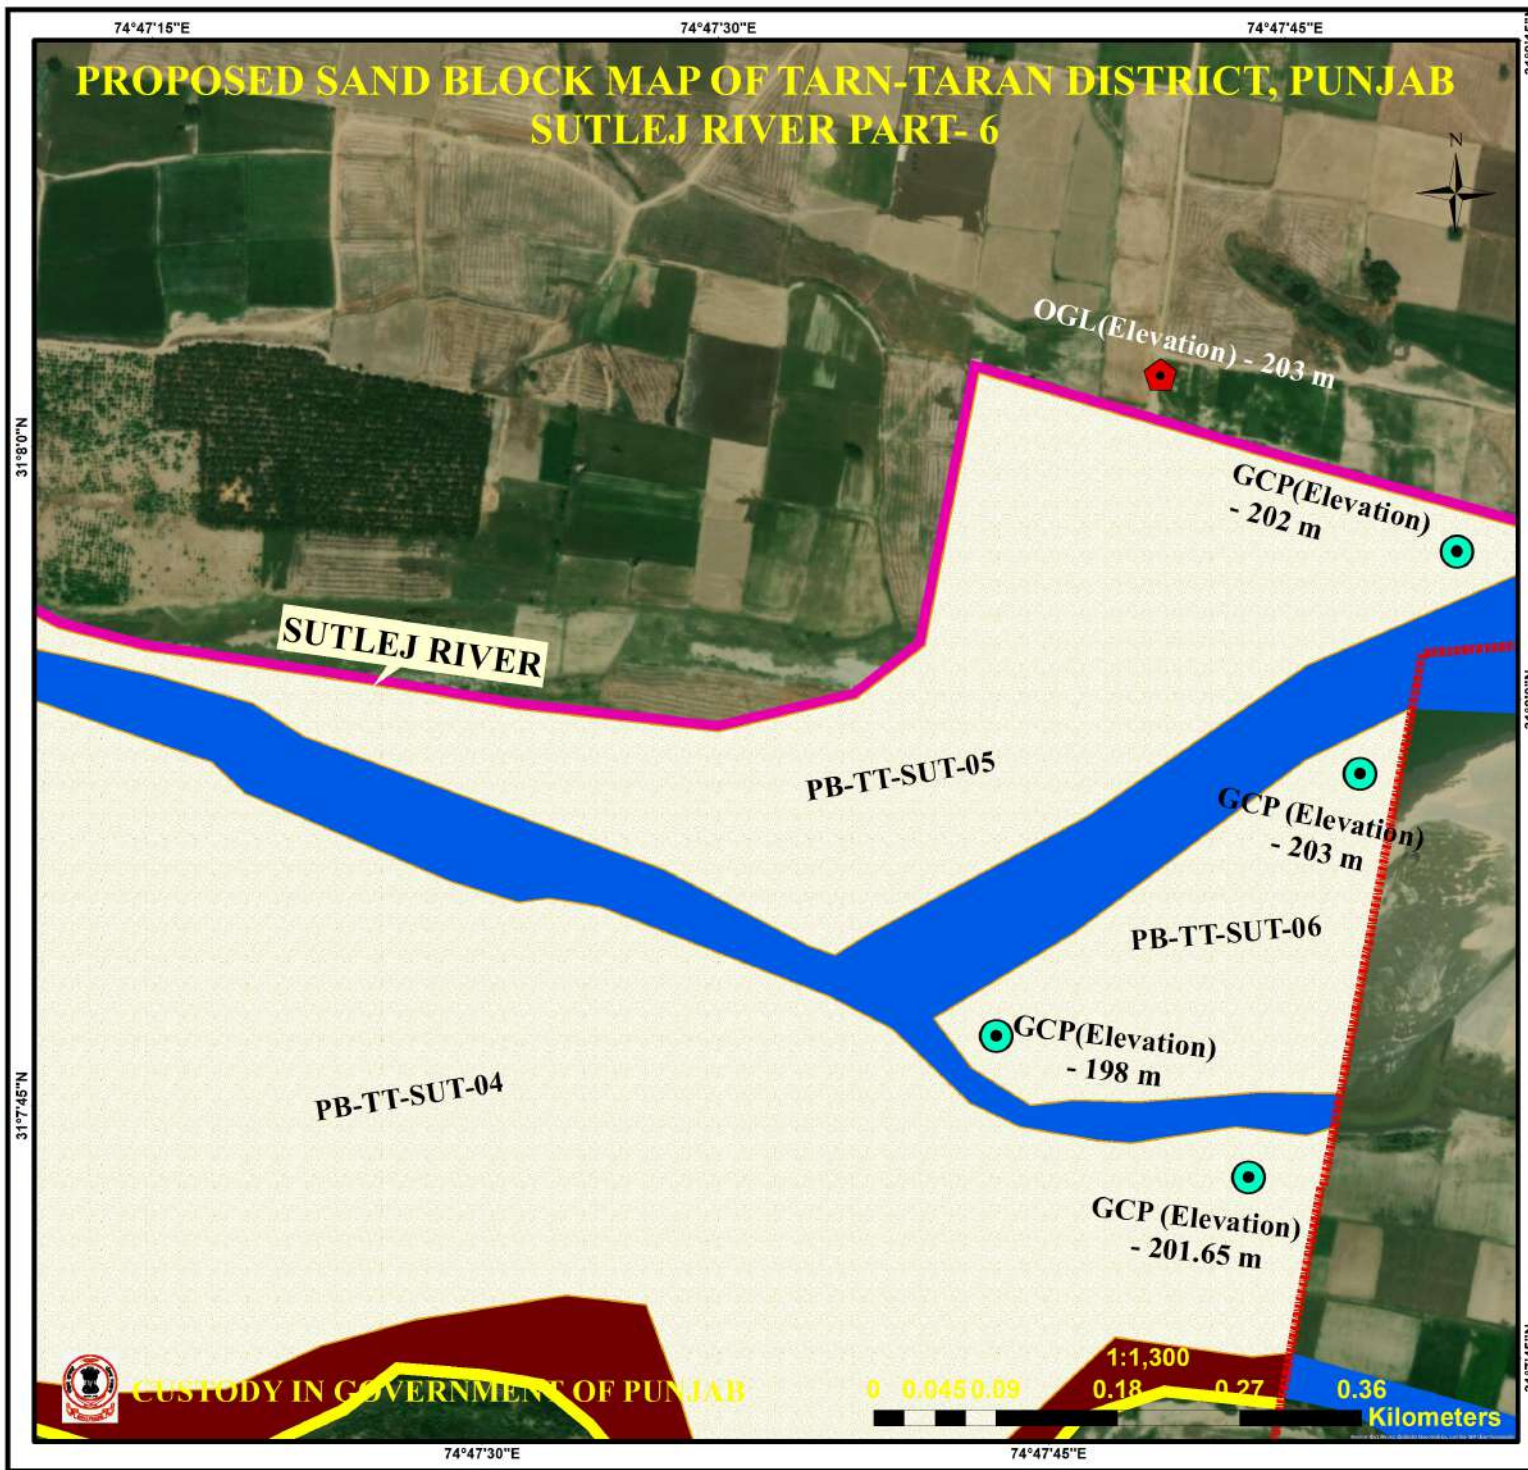 74°47'15"E 74°47'30"E 74°47'45"E
PROPOSED SAND BLOCK MAP OF TARN-TARAN DISTRICT, PUNJAB
SUTLEJ RIVER PART- 6
N
OGL(Elevation) - 203 m
31°8'0"N
GCP(Elevation)
- 202 m
SUTLEJ RIVER
PB-TT-SUT-05
GCP (Elevation)
- 203 m
PB-TT-SUT-06
GCP(Elevation)
- 198 m
PB-TT-SUT-04
31°7'45"N
GCP (Elevation)
- 201.65 m
1:1,300
CUSTODY IN GOVERNMENT OF PUNJAB
0 0.045 0.09 0.18 0.27 0.36
Kilometers
74°47'30"E 74°47'45"E